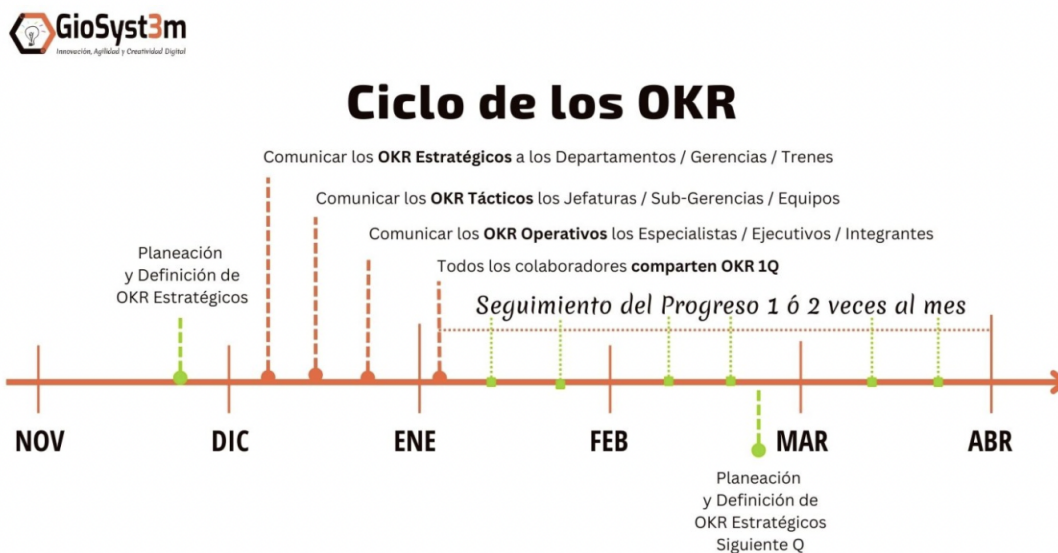 GioSyst3m
Innovación, Agilidad y Creatividad Digital
Ciclo de los OKR
Comunicar los OKR Estratégicos a los Departamentos / Gerencias / Trenes
Comunicar los OKR Tácticos los Jefaturas / Sub-Gerencias / Equipos
Comunicar los OKR Operativos los Especialistas / Ejecutivos / Integrantes
Todos los colaboradores comparten OKR 1Q
Planeación
y Definición de
OKR Estratégicos
Seguimiento del Progreso 1 ó 2 veces al mes
NOV
DIC
ENE
FEB
MAR
ABR
Planeación
y Definición de
OKR Estratégicos
Siguiente Q